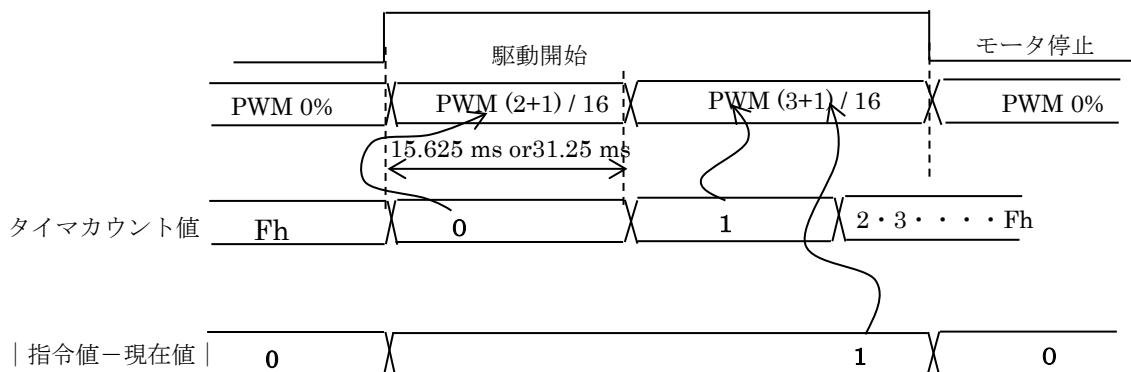 駆動開始
モータ停止
PWM 0%
PWM (2+1) / 16
PWM (3+1) / 16
PWM 0%
15.625 ms or31.25 ms
タイマカウント値
Fh
0
1
2・3・・・・Fh
|指令値－現在値|
0
1
0